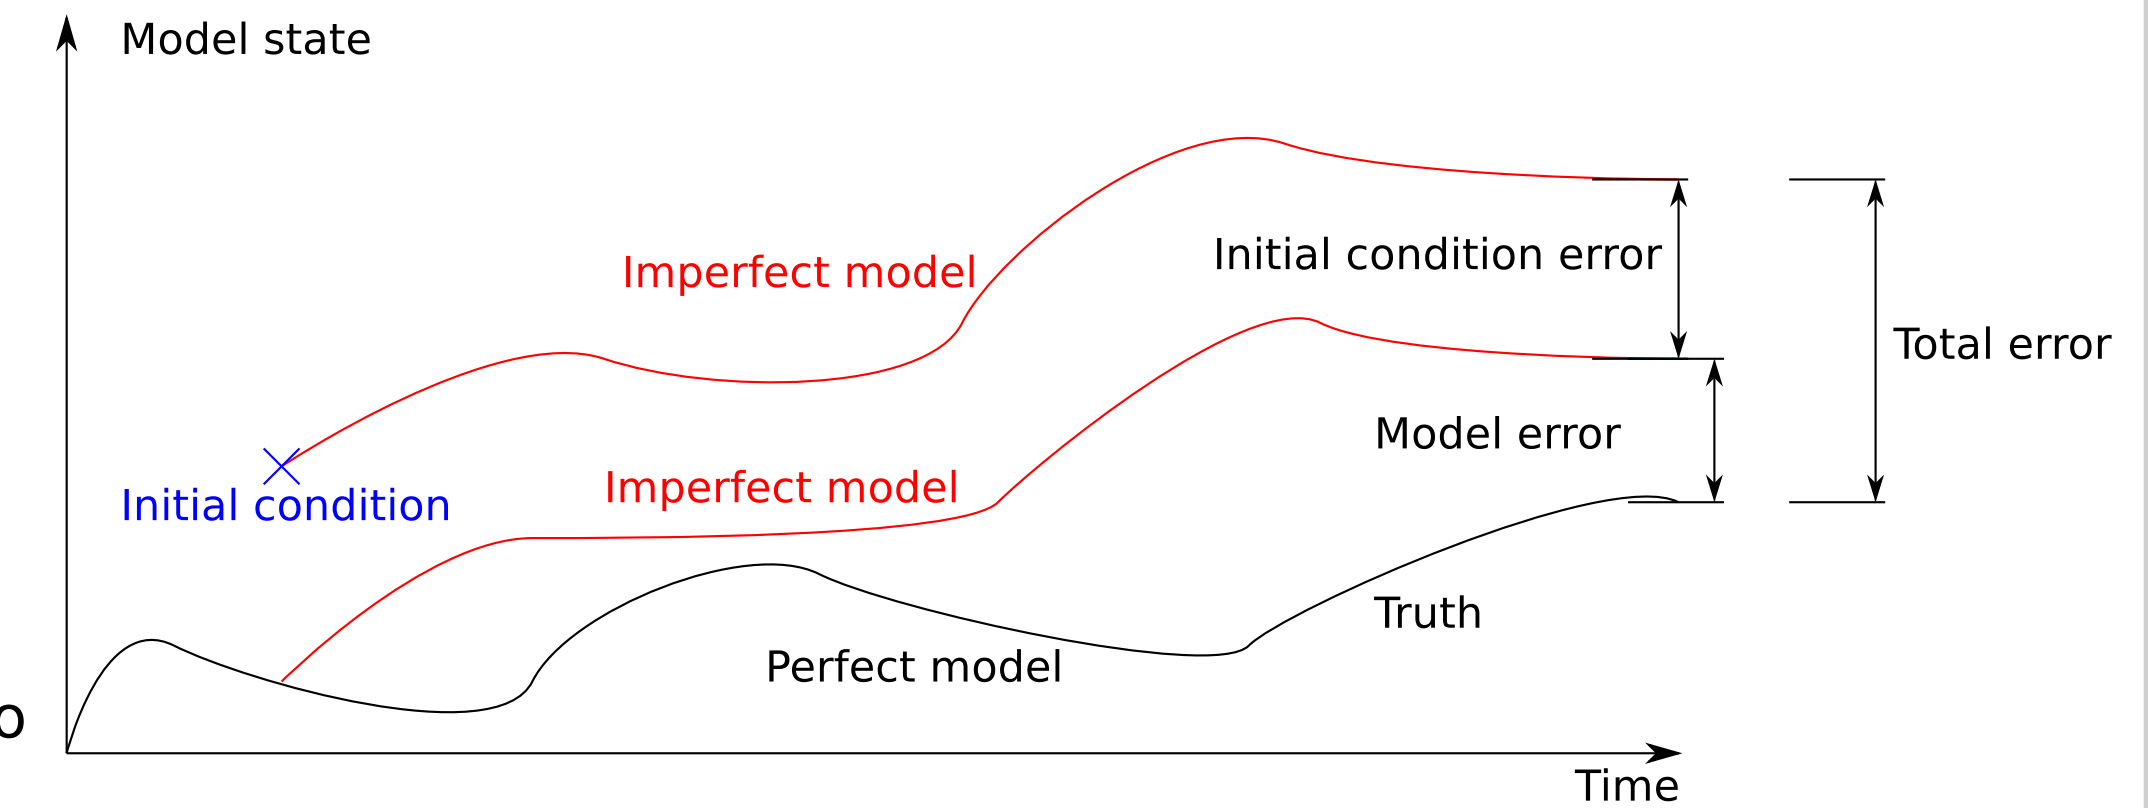 Model state
Imperfect model
Initial condition error
Total error
Model error
Imperfect model
Initial condition
Truth
Perfect model
o
Time